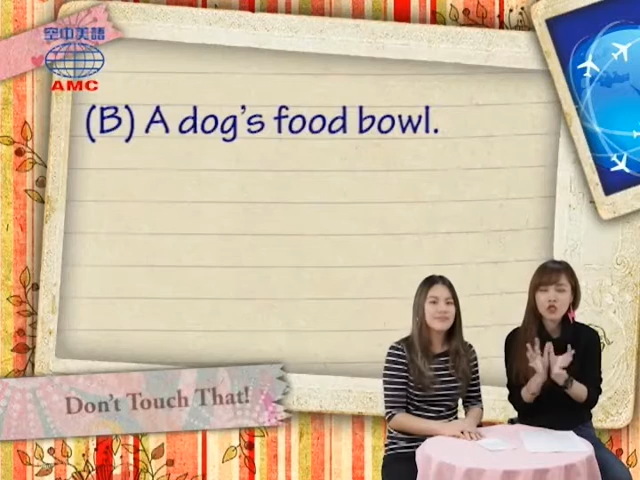 空中美語
AMC
(B) A dog's food bowl.
Don't Touch That!